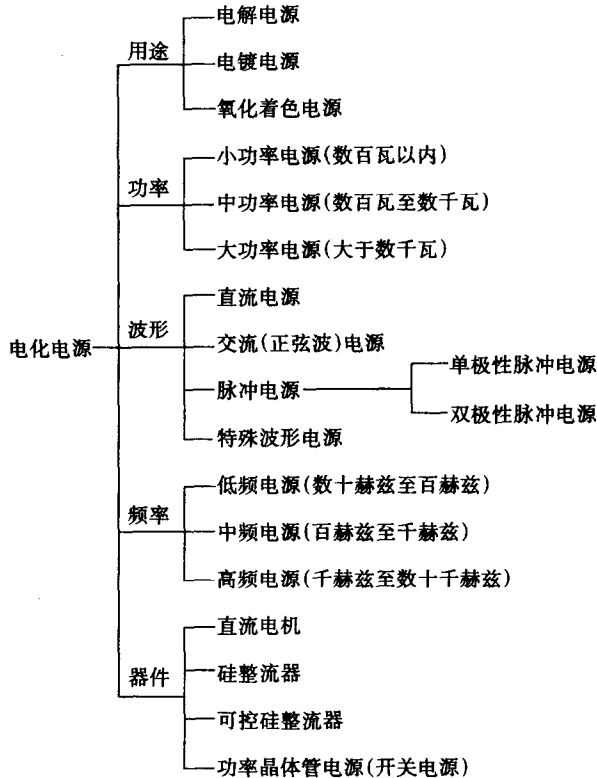 电化电源
用途
电解电源
电镀电源
氧化着色电源
功率
小功率电源(数百瓦以内)
中功率电源(数百瓦至数千瓦)
大功率电源(大于数千瓦)
波形
直流电源
交流(正弦波)电源
脉冲电源
单极性脉冲电源
双极性脉冲电源
特殊波形电源
频率
低频电源(数十赫兹至百赫兹)
中频电源(百赫兹至千赫兹)
高频电源(千赫兹至数十千赫兹)
器件
直流电机
硅整流器
可控硅整流器
功率晶体管电源(开关电源)